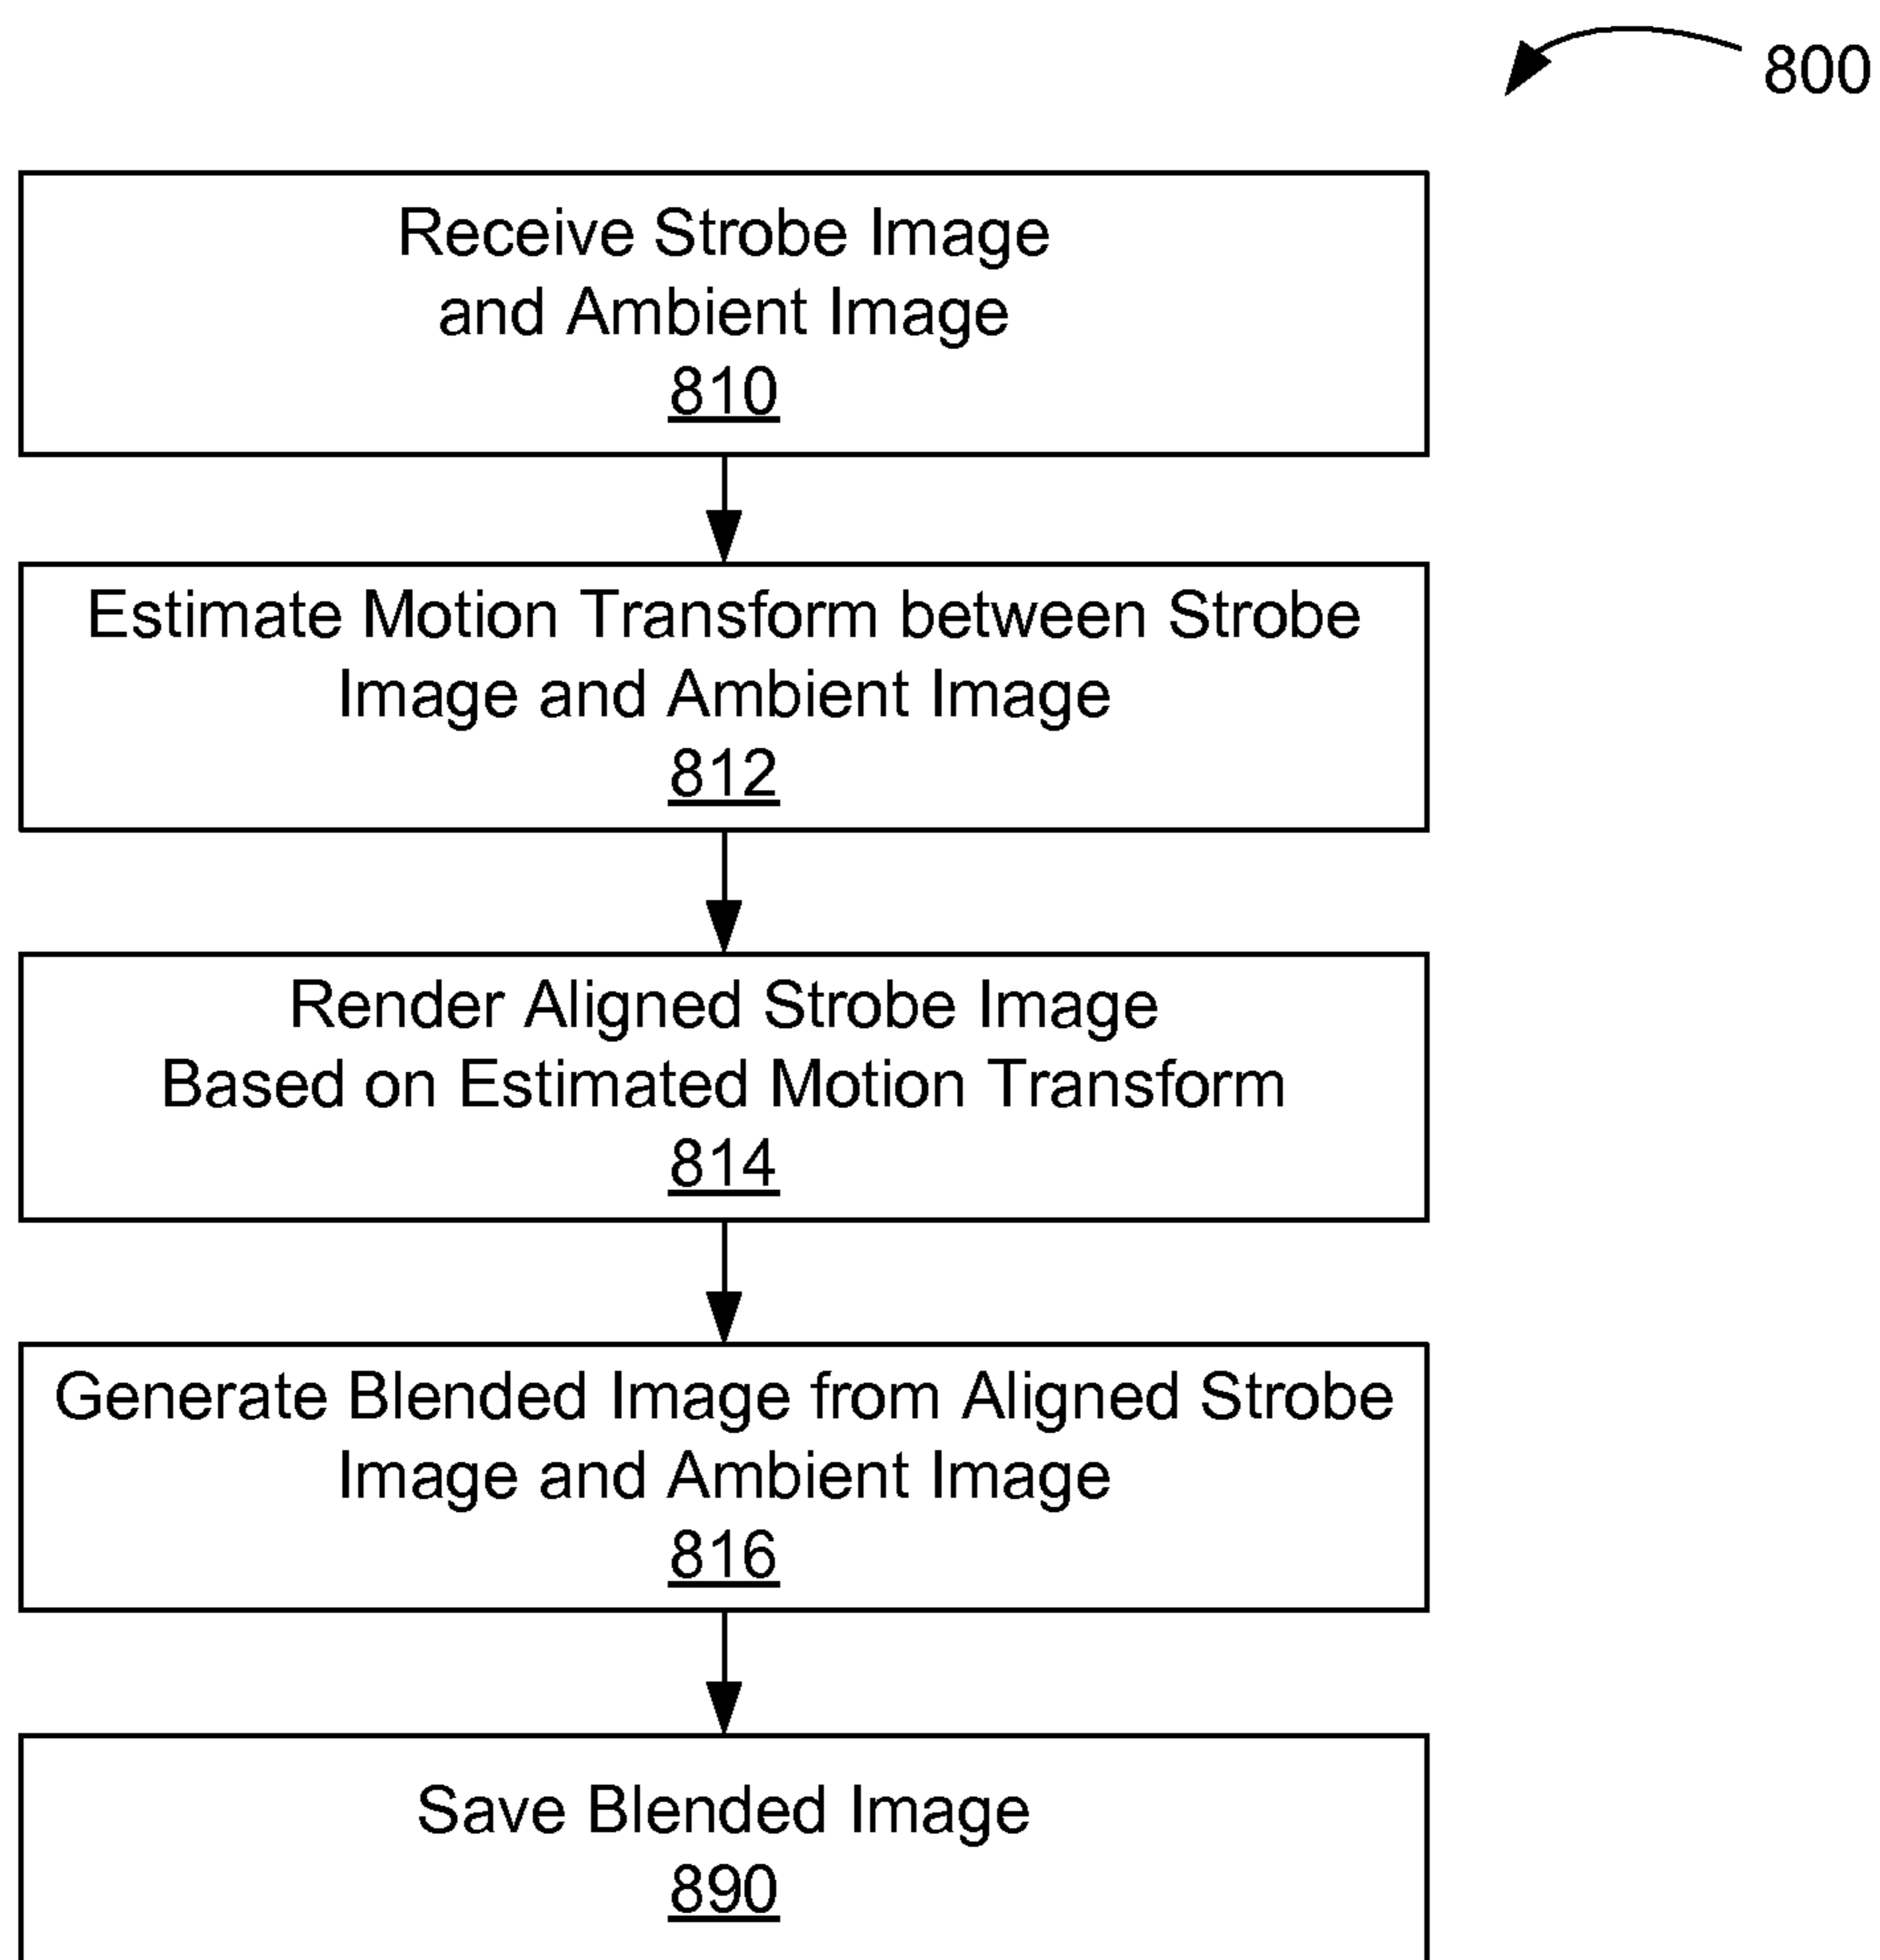 800
Receive Strobe Image
and Ambient Image
810
Estimate Motion Transform between Strobe
Image and Ambient Image
812
Render Aligned Strobe Image
Based on Estimated Motion Transform
814
Generate Blended Image from Aligned Strobe
Image and Ambient Image
816
Save Blended Image
890